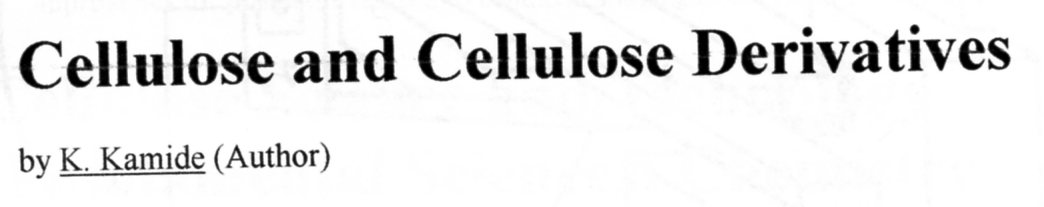 Cellulose and Cellulose Derivatives
by K. Kamide (Author)